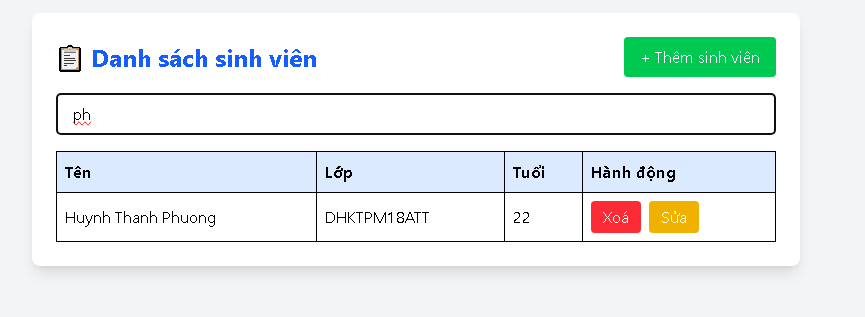 Danh sách sinh viên
+ Thêm sinh viên
ph
Tên Lớp Tuổi Hành động
Huynh Thanh Phuong DHKTPM18ATT 22 Xoá Sửa